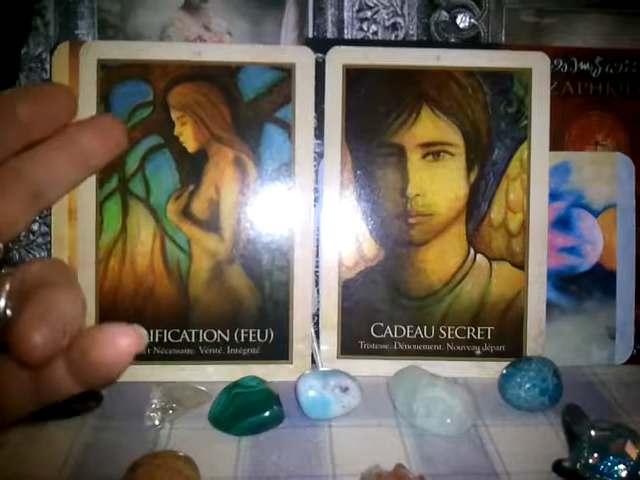 IFICATION (FEU)
t Nécessaire. Vérité. Intégrité
CADEAU SECRET
Tristesse. Dénouement. Nouveau départ